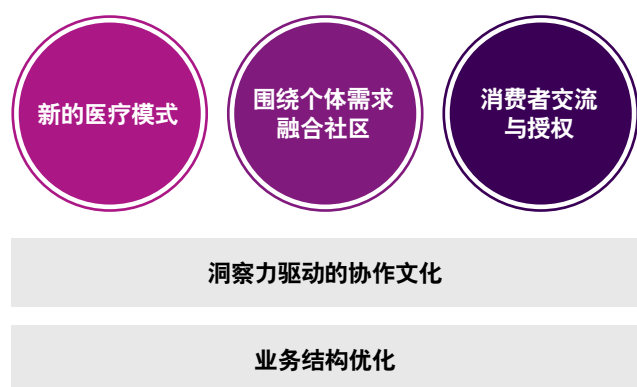 新的医疗模式
围绕个体需求
融合社区
消费者交流
与授权
洞察力驱动的协作文化
业务结构优化